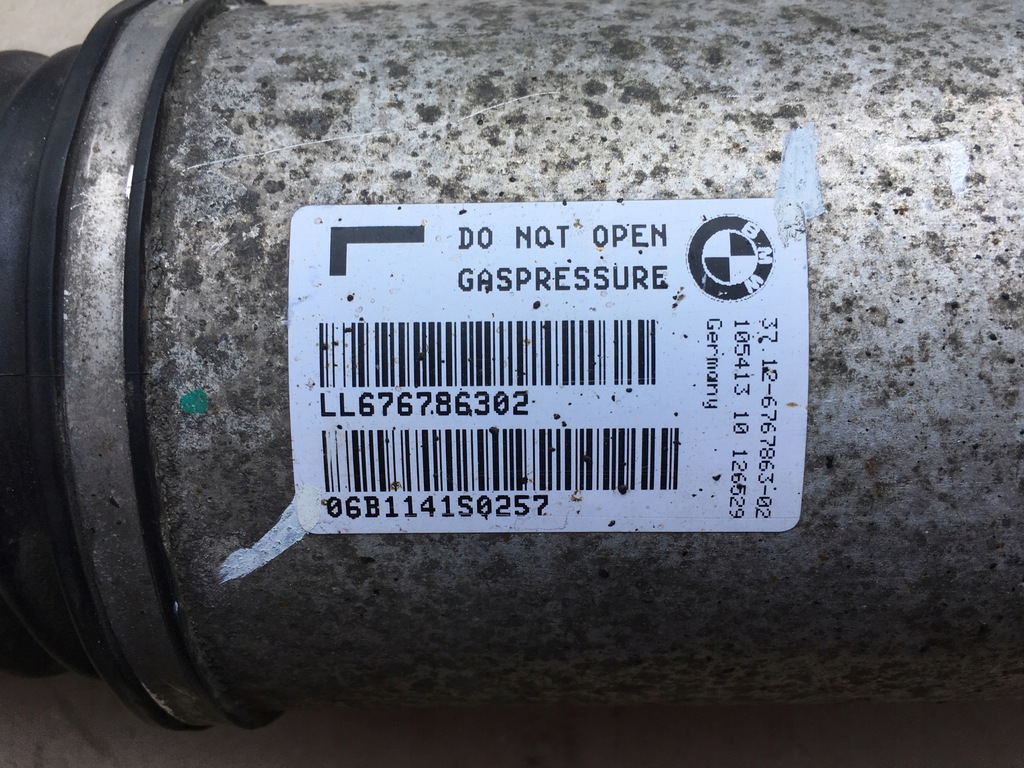 L
DO NOT OPEN
GASPRESSURE
BMW
LL676786302
06B1141S0257
37 12-6767863-02
105413 10 126529
Germany